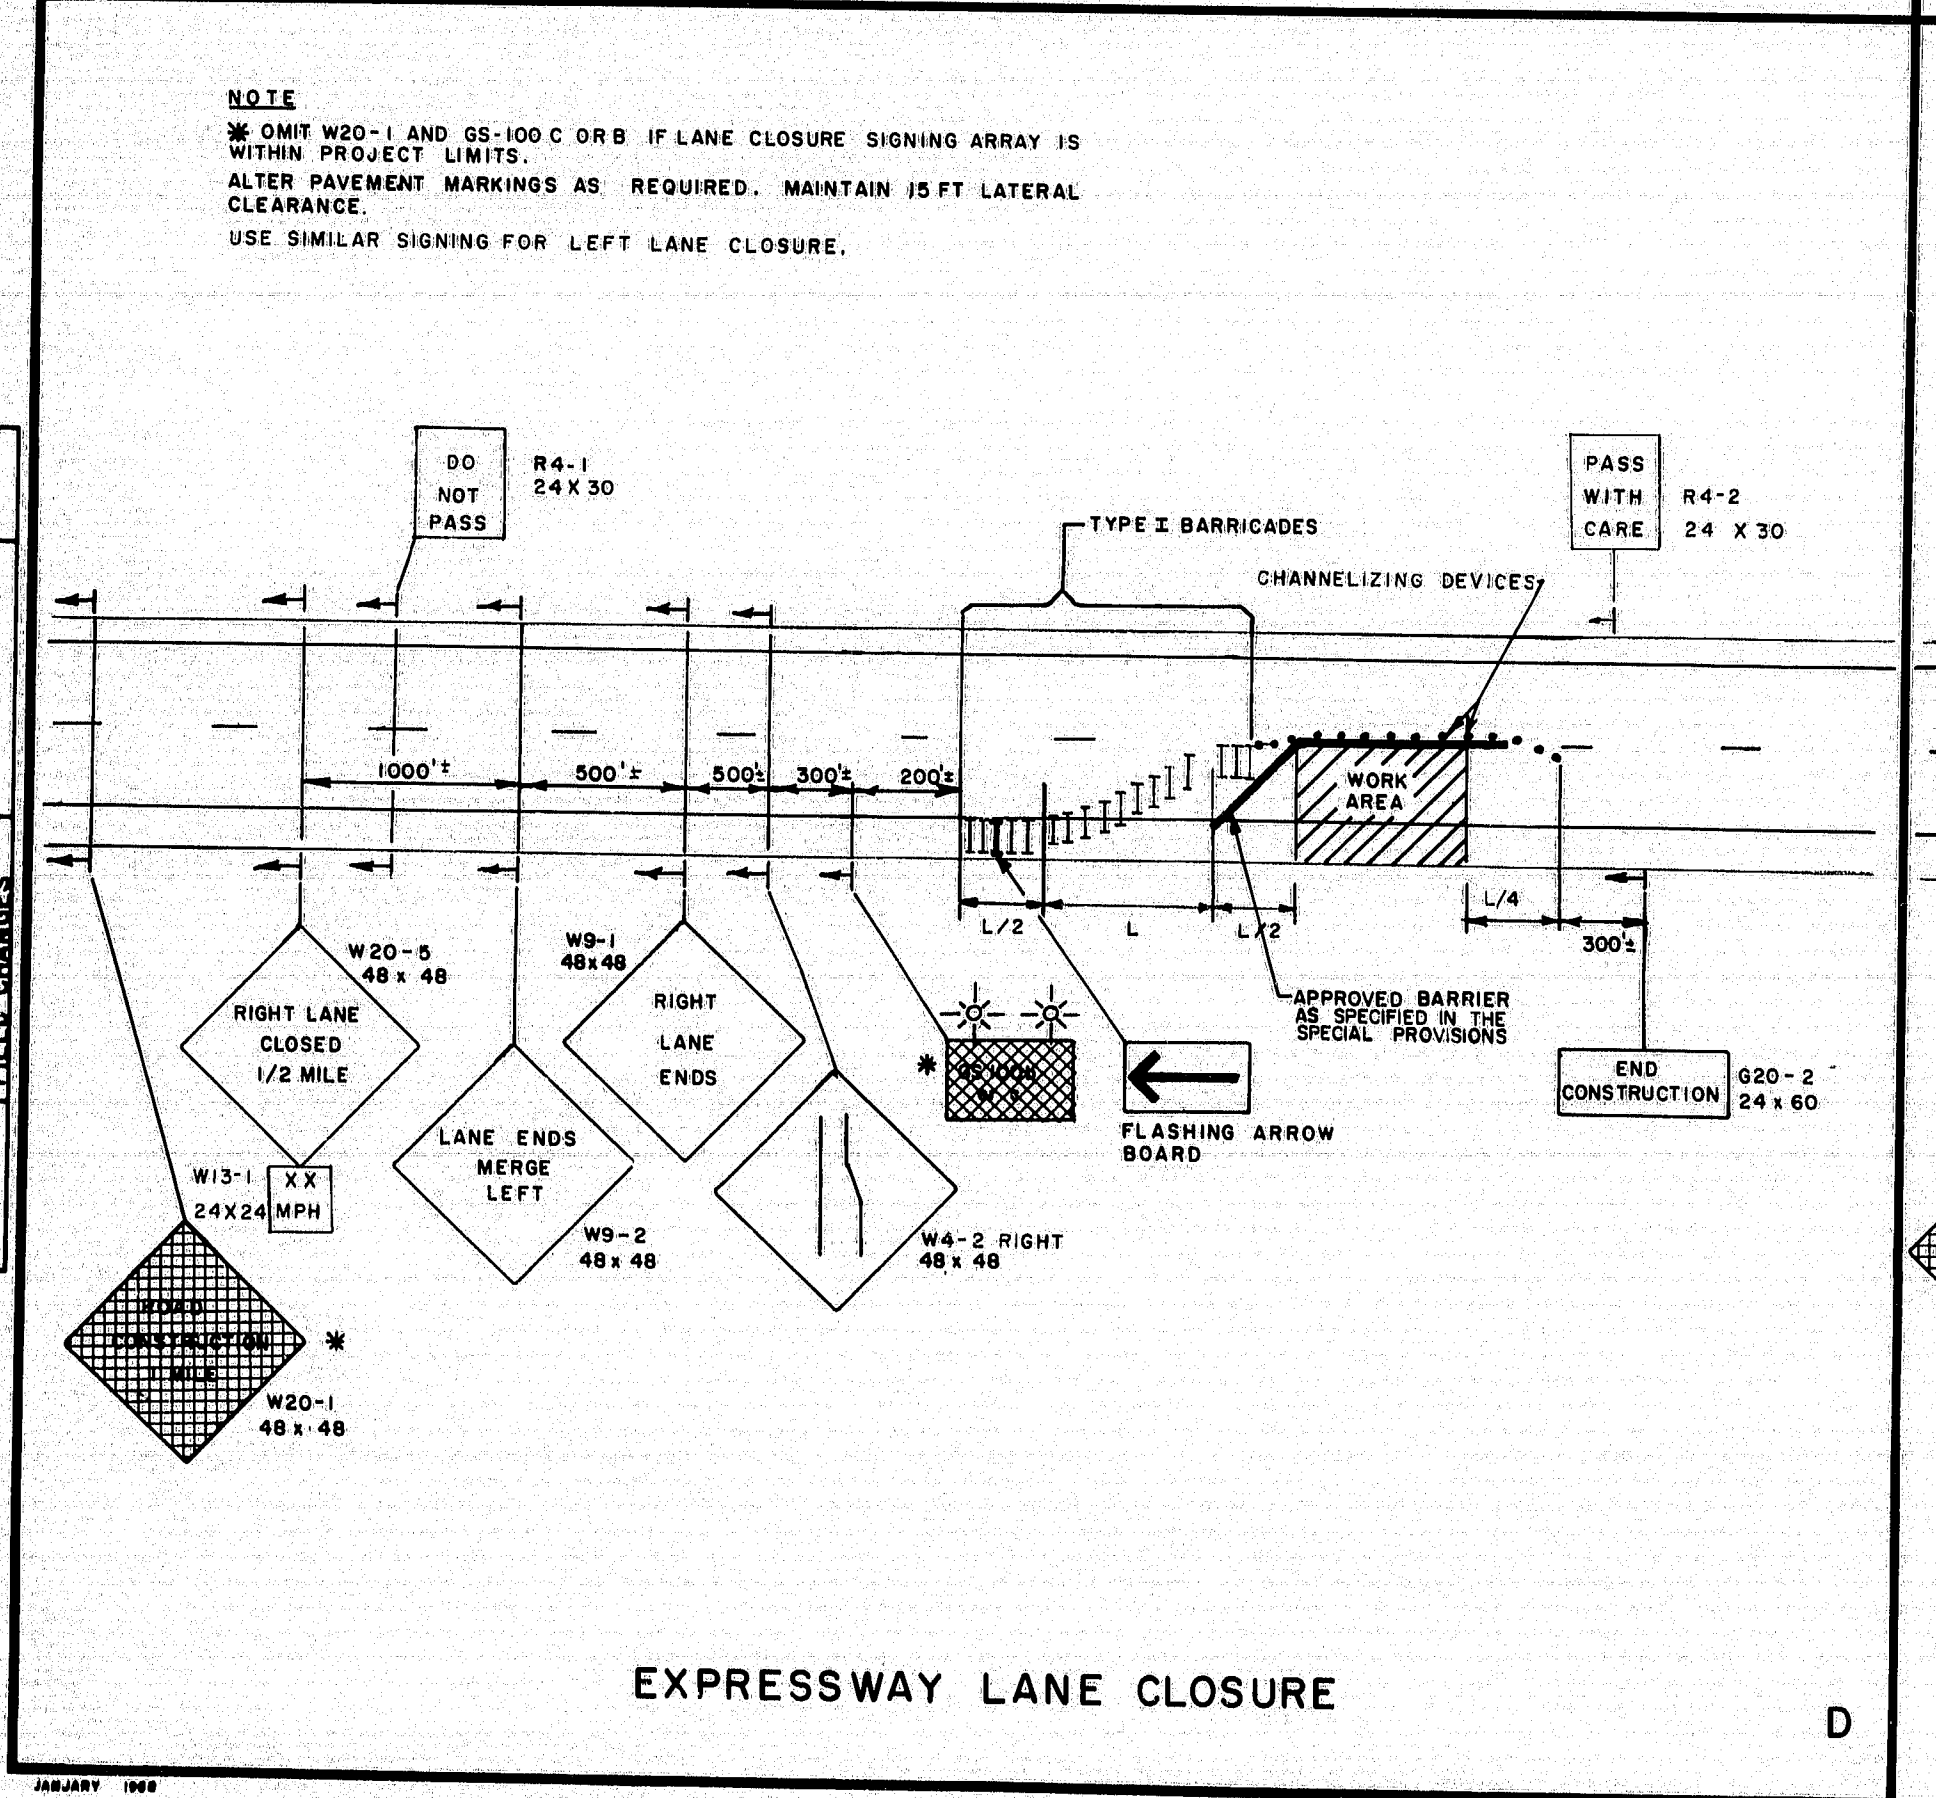 NOTE
✱ OMIT W20-1 AND GS-100 C OR B IF LANE CLOSURE SIGNING ARRAY IS
WITHIN PROJECT LIMITS.
ALTER PAVEMENT MARKINGS AS REQUIRED. MAINTAIN 15 FT LATERAL
CLEARANCE.
USE SIMILAR SIGNING FOR LEFT LANE CLOSURE.
DO
NOT
PASS
R4-1
24 X 30
PASS
WITH
CARE
R4-2
24 X 30
TYPE I BARRICADES
CHANNELIZING DEVICES
1000'±
500'±
500'±
300'±
200'±
WORK
AREA
L/2
L
L/2
L/4
300'±
W20-5
48 x 48
RIGHT LANE
CLOSED
1/2 MILE
W13-1
24X24
XX
MPH
W9-1
48x48
RIGHT
LANE
ENDS
LANE ENDS
MERGE
LEFT
W9-2
48 x 48
W4-2 RIGHT
48 x 48
✱
FLASHING ARROW
BOARD
APPROVED BARRIER
AS SPECIFIED IN THE
SPECIAL PROVISIONS
END
CONSTRUCTION
G20-2
24 x 60
ROAD
CONSTRUCTION
1 MILE
✱
W20-1
48 x 48
EXPRESSWAY LANE CLOSURE
D
JANUARY